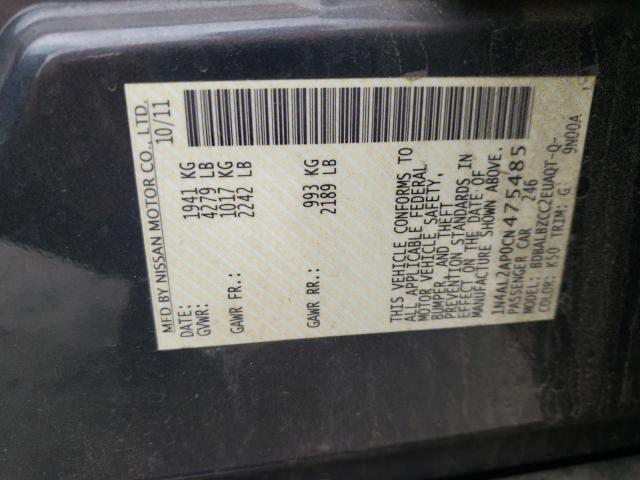 MFD BY NISSAN MOTOR CO., LTD.
DATE: 10/11
GVWR: 1941 KG
4279 LB
GAWR FR.: 1017 KG
2242 LB
GAWR RR.: 993 KG
2189 LB
THIS VEHICLE CONFORMS TO
ALL APPLICABLE FEDERAL
MOTOR VEHICLE SAFETY,
BUMPER, AND THEFT
PREVENTION STANDARDS IN
EFFECT ON THE DATE OF
MANUFACTURE SHOWN ABOVE.
1N4AL2AP0CN475485
PASSENGER CAR 246
MODEL: BDBALBZCC2EUAQT-Q-
COLOR: K50 TRIM: G 9N00A